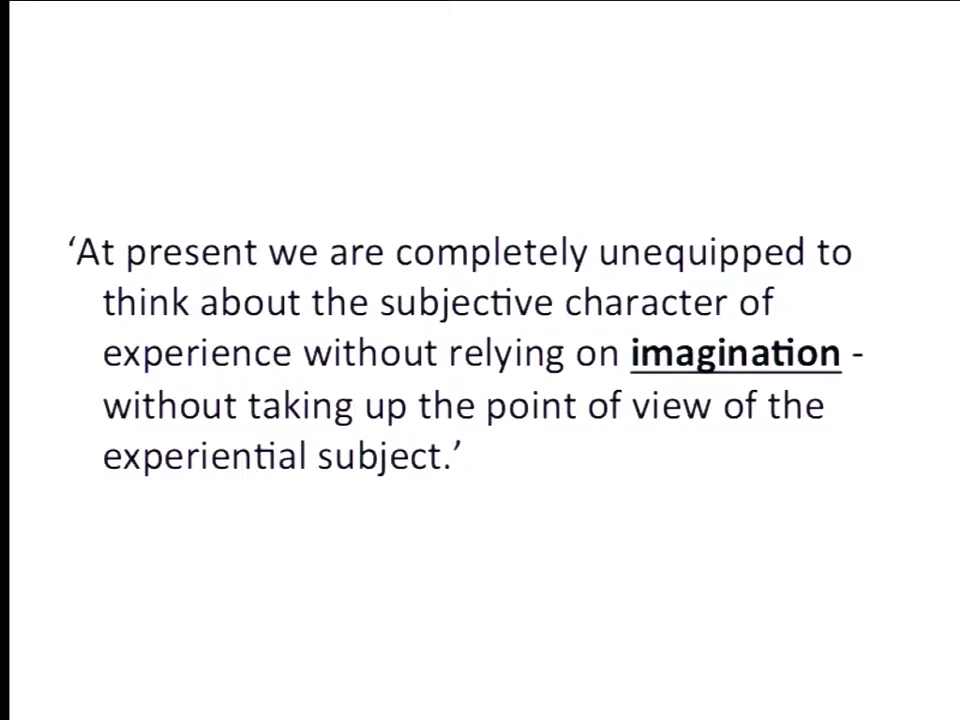 ‘At present we are completely unequipped to
think about the subjective character of
experience without relying on imagination -
without taking up the point of view of the
experiential subject.’